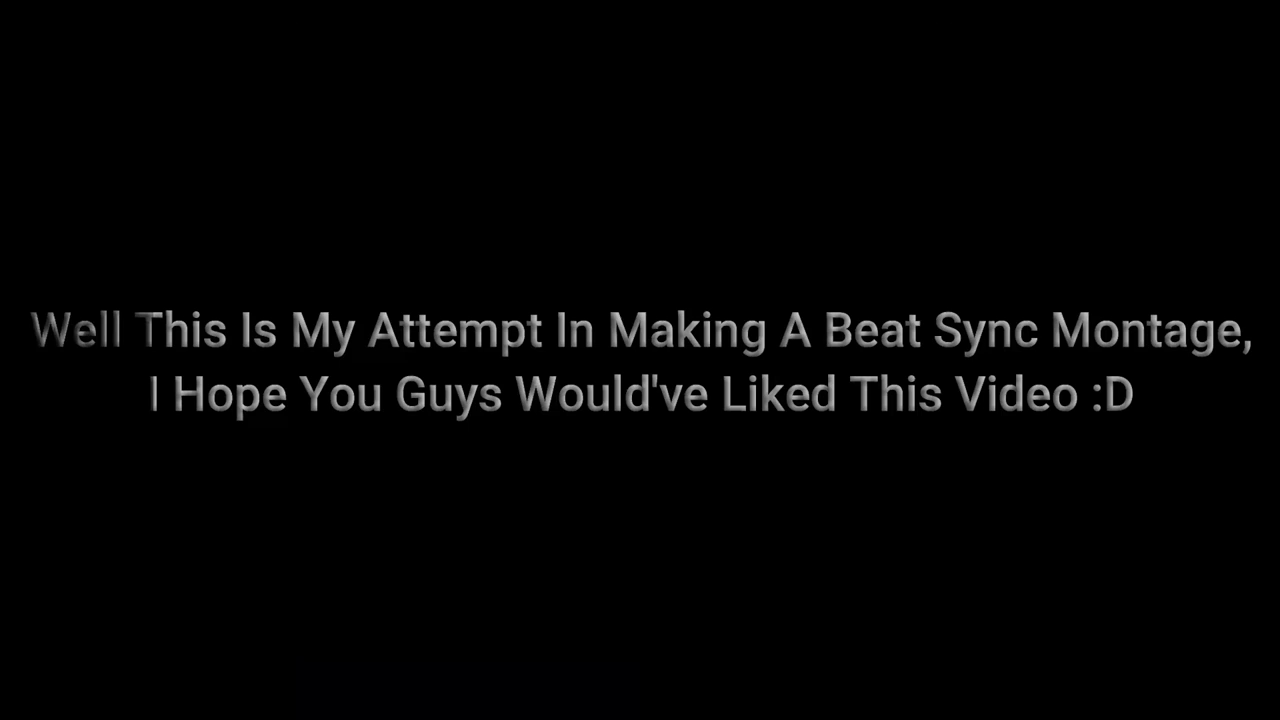 Well This Is My Attempt In Making A Beat Sync Montage,
I Hope You Guys Would've Liked This Video :D